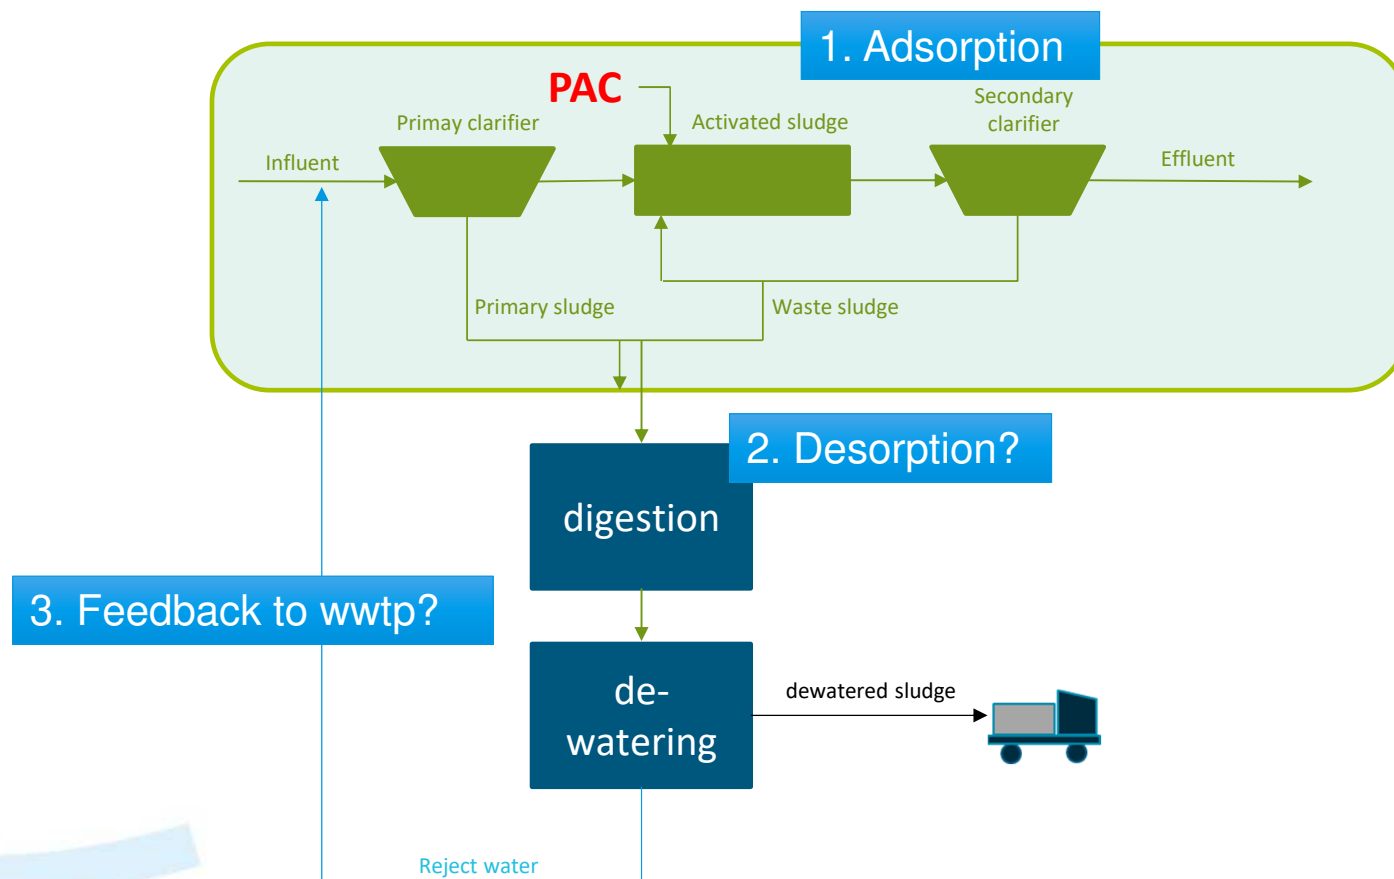 1. Adsorption
PAC
Primay clarifier
Activated sludge
Secondary
clarifier
Influent
Effluent
Primary sludge
Waste sludge
2. Desorption?
digestion
3. Feedback to wwtp?
de-
watering
dewatered sludge
Reject water